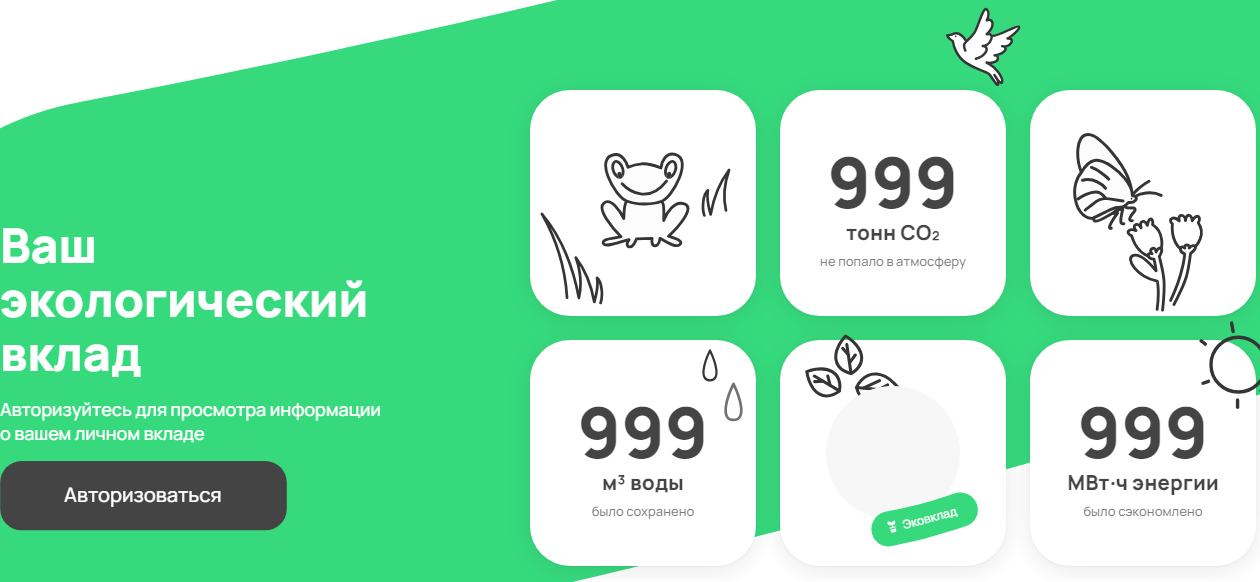 Ваш
экологический
вклад
Авторизуйтесь для просмотра информации
о вашем личном вкладе
Авторизоваться
999
тонн CO₂
не попало в атмосферу
999
м³ воды
было сохранено
Эковклад
999
МВт·ч энергии
было сэкономлено